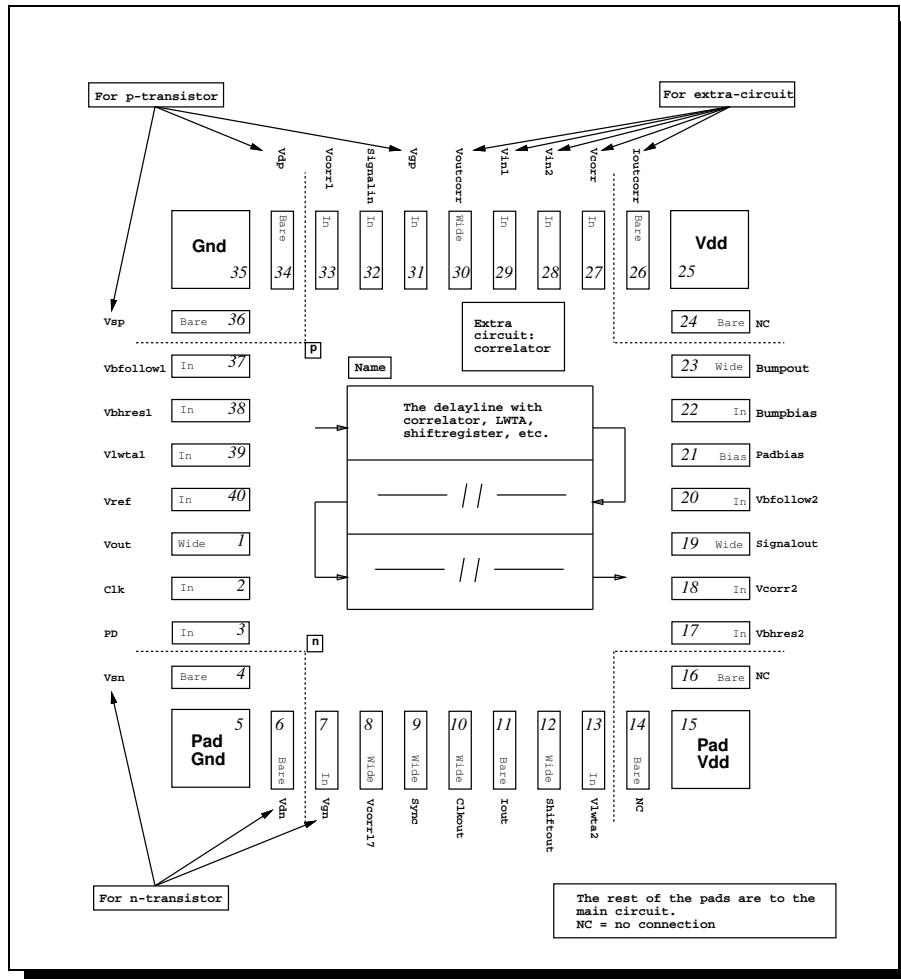 For p-transistor
For extra-circuit
Vdp
Vcorr1
Signalin
Vgp
Voutcorr
Vin1
Vin2
Vcorr
Ioutcorr
Gnd
35
Bare
34
In
33
In
32
In
31
Wide
30
In
29
In
28
In
27
Bare
26
Vdd
25
Vsp
Bare 36
Extra
circuit:
correlator
24 Bare
NC
p
Vbfollow1
In 37
Name
23 Wide
Bumpout
Vbhres1
In 38
The delayline with
correlator, LWTA,
shiftregister, etc.
22 In
Bumpbias
Vlwta1
In 39
21 Bias
Padbias
Vref
In 40
//
20 In
Vbfollow2
Vout
Wide 1
19 Wide
Signalout
Clk
In 2
//
18 In
Vcorr2
PD
In 3
n
17 In
Vbhres2
Vsn
Bare 4
16 Bare
NC
5
Pad
Gnd
6
Bare
7
In
8
Wide
9
Wide
10
Wide
11
Bare
12
Wide
13
In
14
Bare
15
Pad
Vdd
Vdn
Vgn
Vcorr17
Sync
Clkout
Iout
Shiftout
Vlwta2
NC
For n-transistor
The rest of the pads are to the
main circuit.
NC = no connection